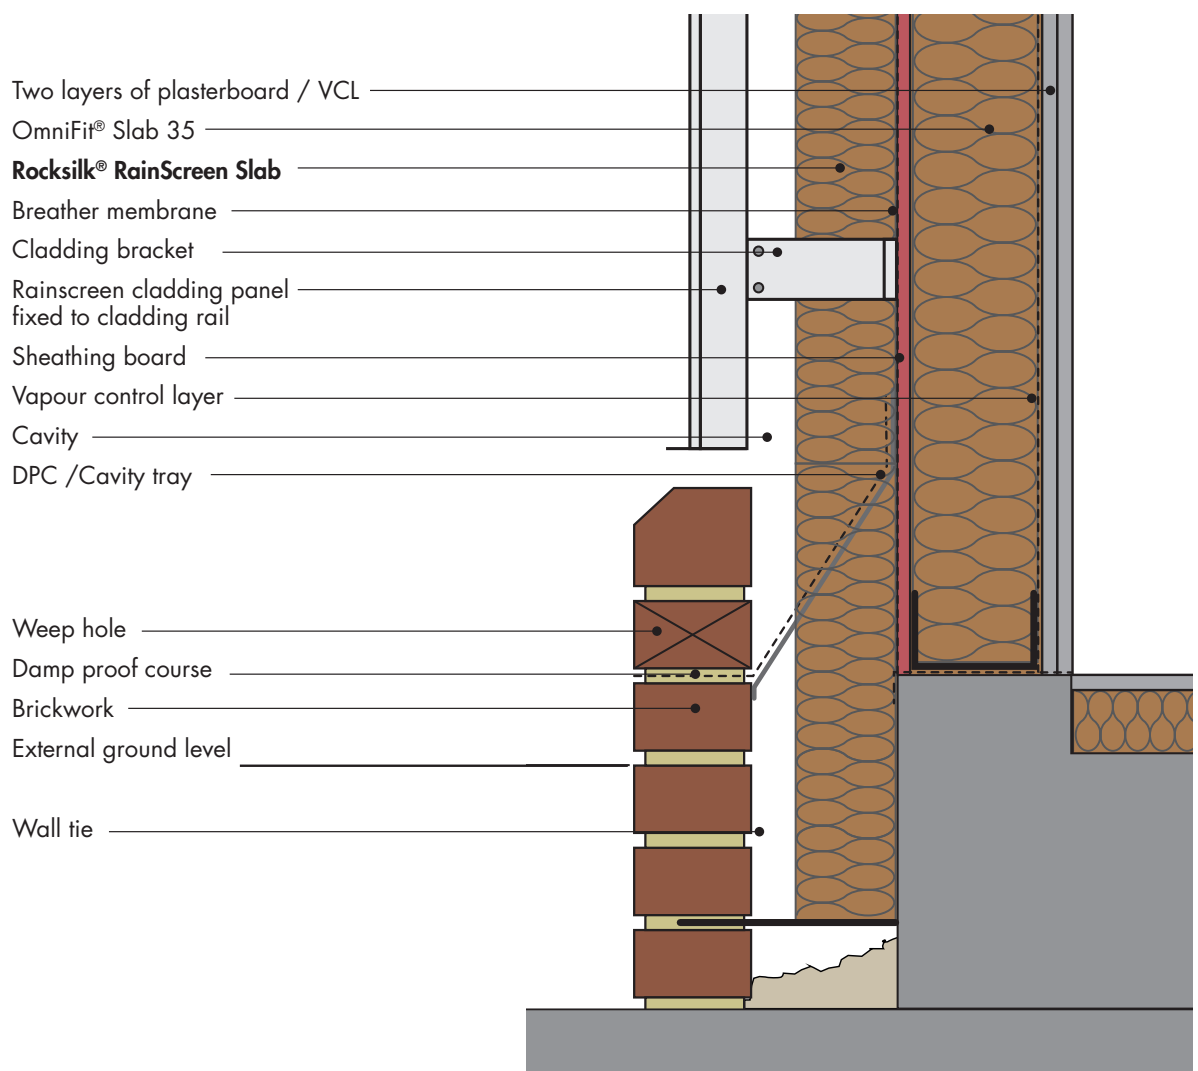 Two layers of plasterboard / VCL
OmniFit® Slab 35
Rocksilk® RainScreen Slab
Breather membrane
Cladding bracket
Rainscreen cladding panel
fixed to cladding rail
Sheathing board
Vapour control layer
Cavity
DPC /Cavity tray
Weep hole
Damp proof course
Brickwork
External ground level
Wall tie